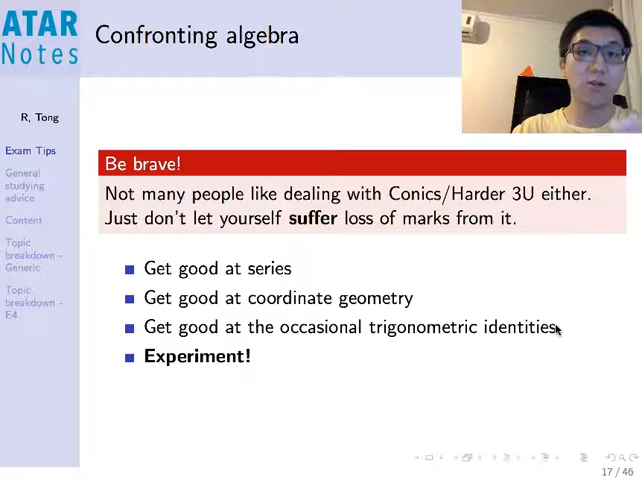 ATAR
Notes
Confronting algebra
R, Tong
Exam Tips
General
studying
advice
Content
Topic
breakdown -
Generic
Topic
breakdown -
E4
Be brave!
Not many people like dealing with Conics/Harder 3U either.
Just don't let yourself suffer loss of marks from it.
Get good at series
Get good at coordinate geometry
Get good at the occasional trigonometric identities
Experiment!
17 / 46